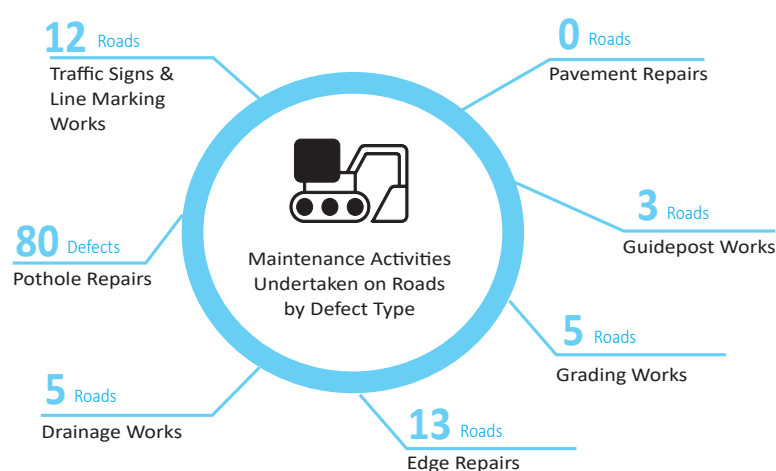 12 Roads
Traffic Signs &
Line Marking
Works
0 Roads
Pavement Repairs
3 Roads
Guidepost Works
80 Defects
Pothole Repairs
Maintenance Activities
Undertaken on Roads
by Defect Type
5 Roads
Grading Works
5 Roads
Drainage Works
13 Roads
Edge Repairs